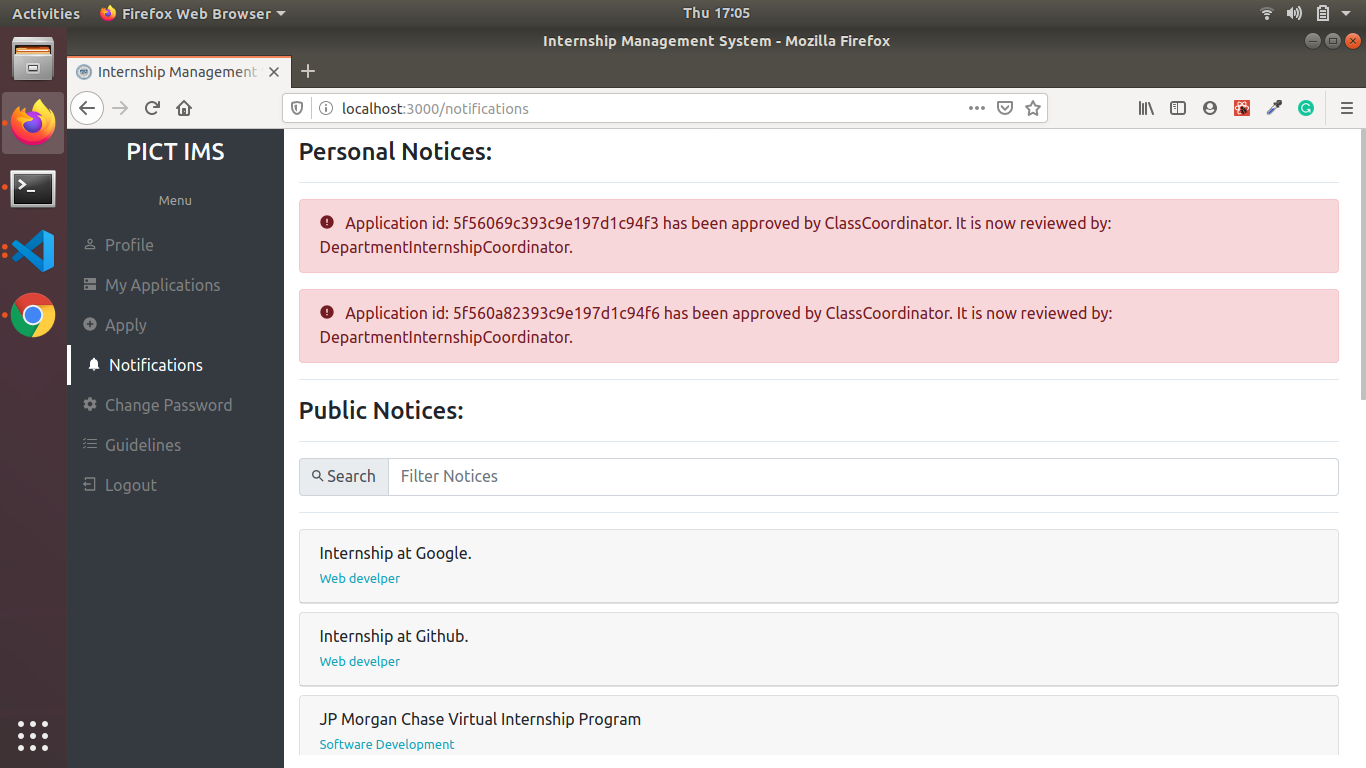 Activities
Firefox Web Browser
Thu 17:05
Internship Management System - Mozilla Firefox
Internship Management
localhost:3000/notifications
PICT IMS
Menu
Profile
My Applications
Apply
Notifications
Change Password
Guidelines
Logout
Personal Notices:
Application id: 5f56069c393c9e197d1c94f3 has been approved by ClassCoordinator. It is now reviewed by:
DepartmentInternshipCoordinator.
Application id: 5f560a82393c9e197d1c94f6 has been approved by ClassCoordinator. It is now reviewed by:
DepartmentInternshipCoordinator.
Public Notices:
Search
Filter Notices
Internship at Google.
Web develper
Internship at Github.
Web develper
JP Morgan Chase Virtual Internship Program
Software Development